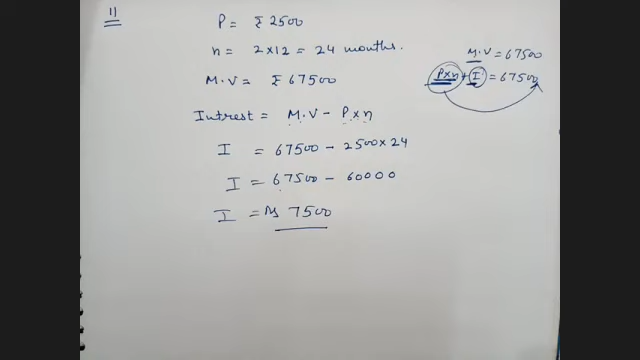 11
P = ₹ 2500
n = 2 x 12 = 24 months.
M.V = ₹ 67500
Intrest = M.V - P x n
I = 67500 - 2500 x 24
I = 67500 - 60000
I = Rs 7500
M.V = 67500
P x n + I = 67500